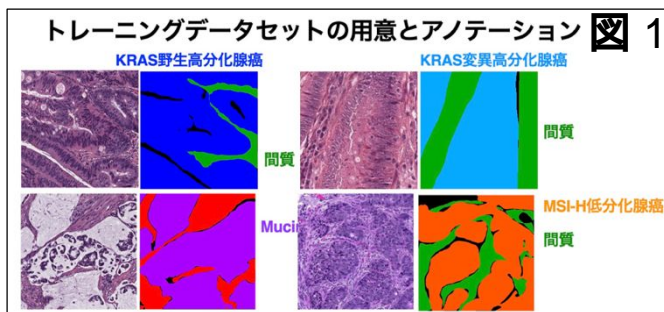 トレーニングデータセットの用意とアノテーション 図 1
KRAS野生高分化腺癌
KRAS変異高分化腺癌
間質
間質
MSI-H低分化腺癌
間質